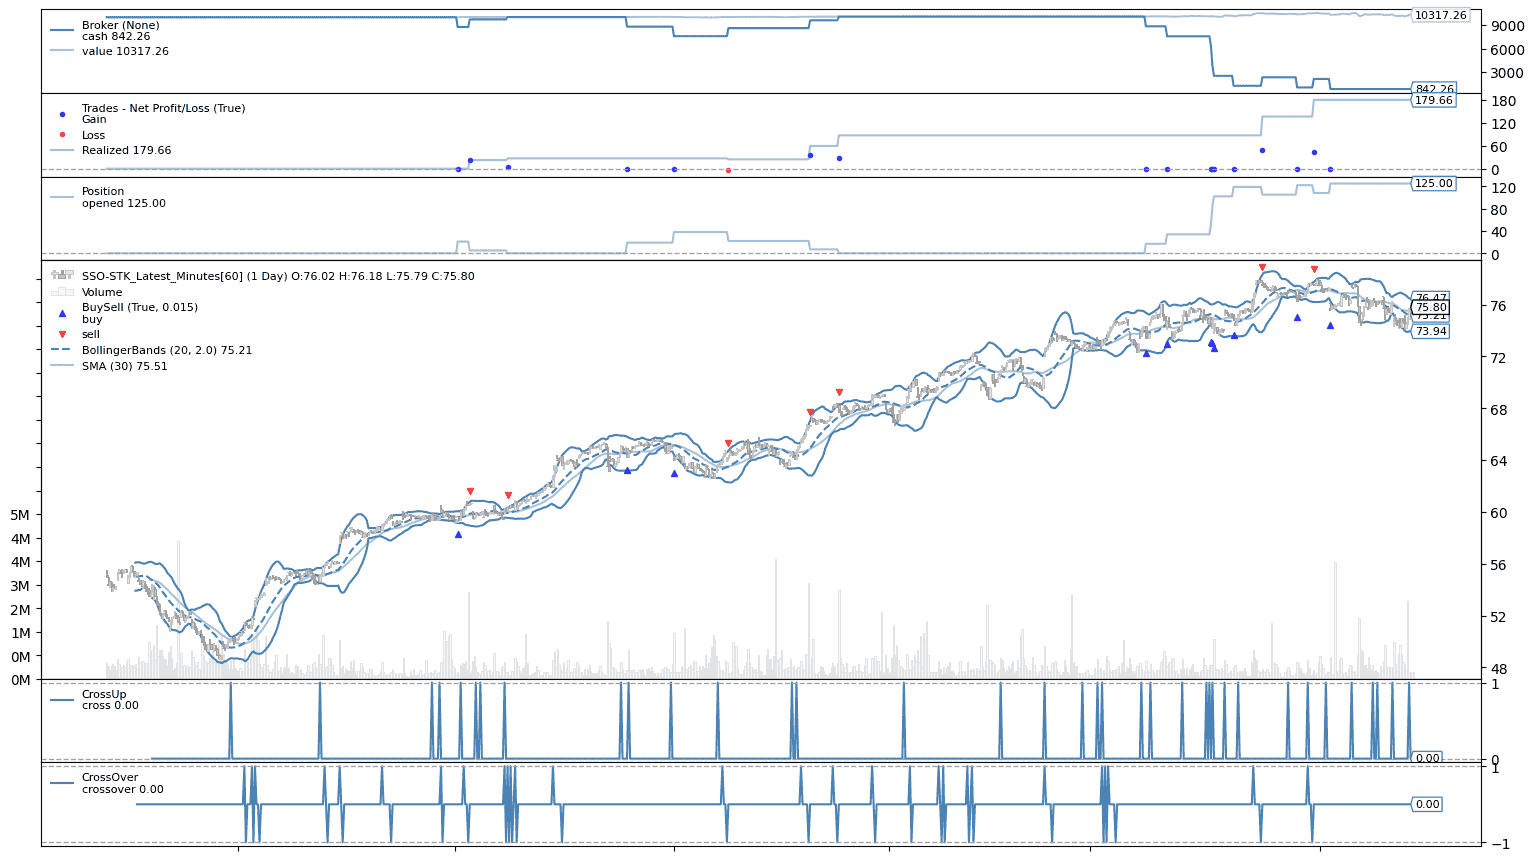 Broker (None)
cash 842.26
value 10317.26
10317.26
9000
6000
3000
842.26
Trades - Net Profit/Loss (True)
Gain
Loss
Realized 179.66
179.66
180
120
60
0
Position
opened 125.00
125.00
120
80
40
0
SSO-STK_Latest_Minutes[60] (1 Day) O:76.02 H:76.18 L:75.79 C:75.80
Volume
BuySell (True, 0.015)
buy
sell
BollingerBands (20, 2.0) 75.21
SMA (30) 75.51
76.47
75.80
75.21
73.94
76
72
68
64
60
56
52
48
5M
4M
4M
3M
2M
1M
0M
0M
CrossUp
cross 0.00
1
0
0.00
CrossOver
crossover 0.00
1
0.00
−1